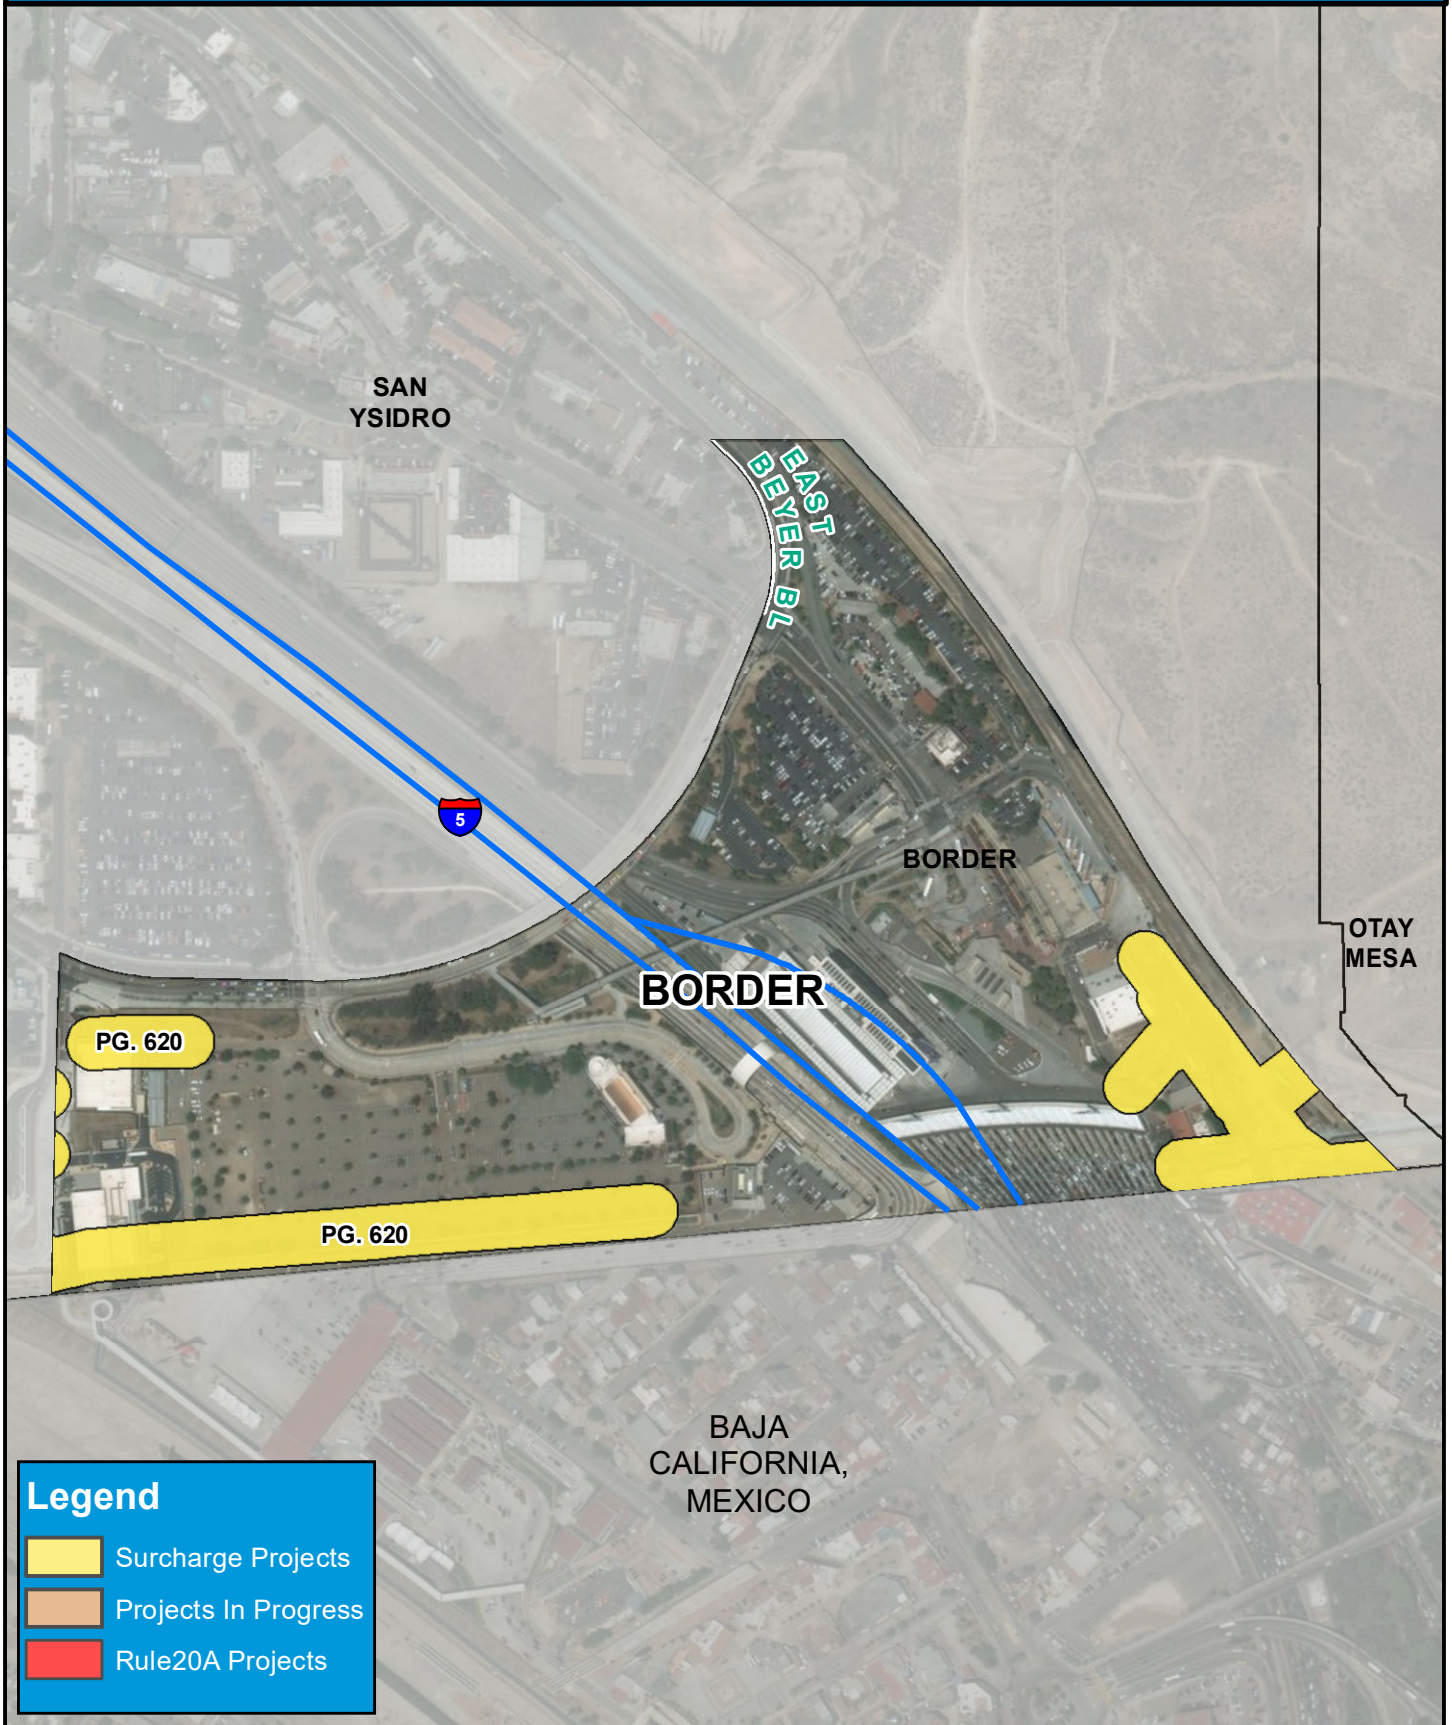 SAN
YSIDRO
EAST
BEYER BL
5
BORDER
OTAY
MESA
BORDER
PG. 620
PG. 620
BAJA
CALIFORNIA,
MEXICO
Legend
Surcharge Projects
Projects In Progress
Rule20A Projects